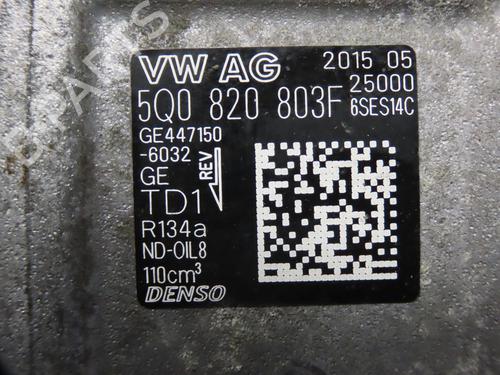 VW AG 2015 05
25000
5Q0 820 803F 6SES14C
GE447150
-6032
GE REV
TD1
R134a
ND-OIL8
110cm³
DENSO